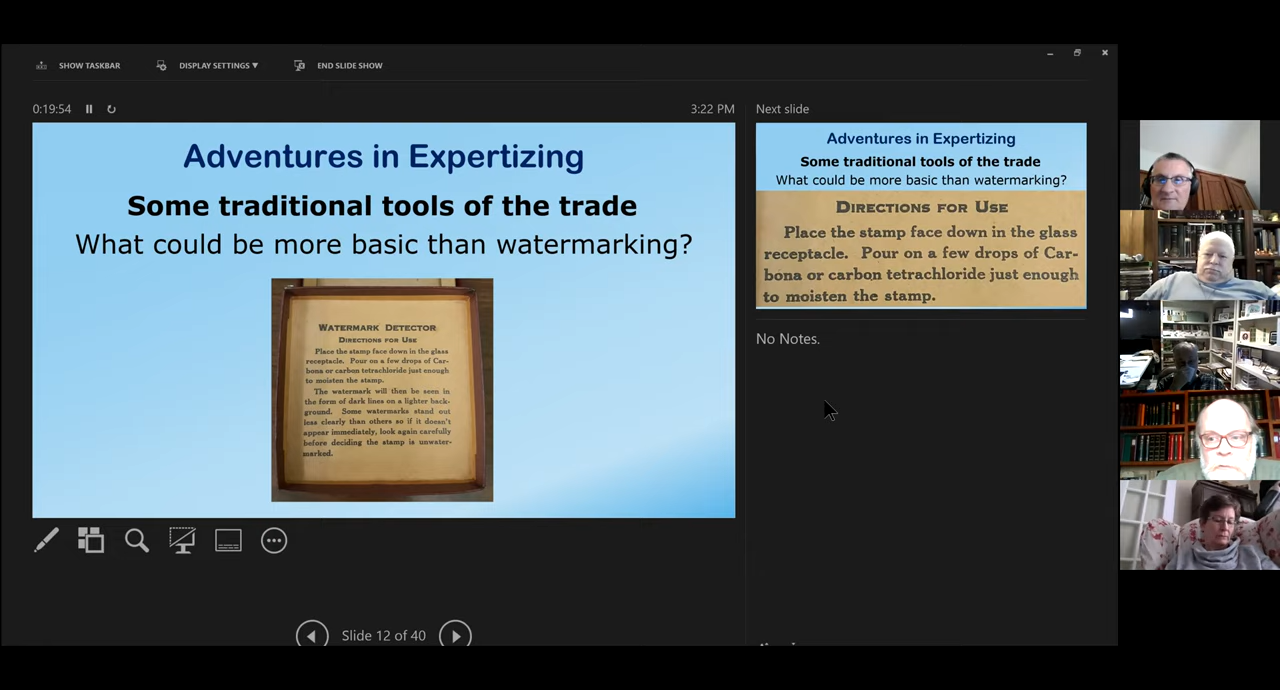 SHOW TASKBAR
DISPLAY SETTINGS ▼
END SLIDE SHOW
0:19:54
3:22 PM
Adventures in Expertizing
Some traditional tools of the trade
What could be more basic than watermarking?
WATERMARK DETECTOR
DIRECTIONS FOR USE
Place the stamp face down in the glass
receptacle. Pour on a few drops of Car-
bona or carbon tetrachloride just enough
to moisten the stamp.
The watermark will then be seen in
the form of dark lines on a lighter back-
ground. Some watermarks stand out
less clearly than others so if it doesn't
appear immediately, look again carefully
before deciding the stamp is unwater-
marked.
Slide 12 of 40
Next slide
Adventures in Expertizing
Some traditional tools of the trade
What could be more basic than watermarking?
DIRECTIONS FOR USE
Place the stamp face down in the glass
receptacle. Pour on a few drops of Car-
bona or carbon tetrachloride just enough
to moisten the stamp.
No Notes.